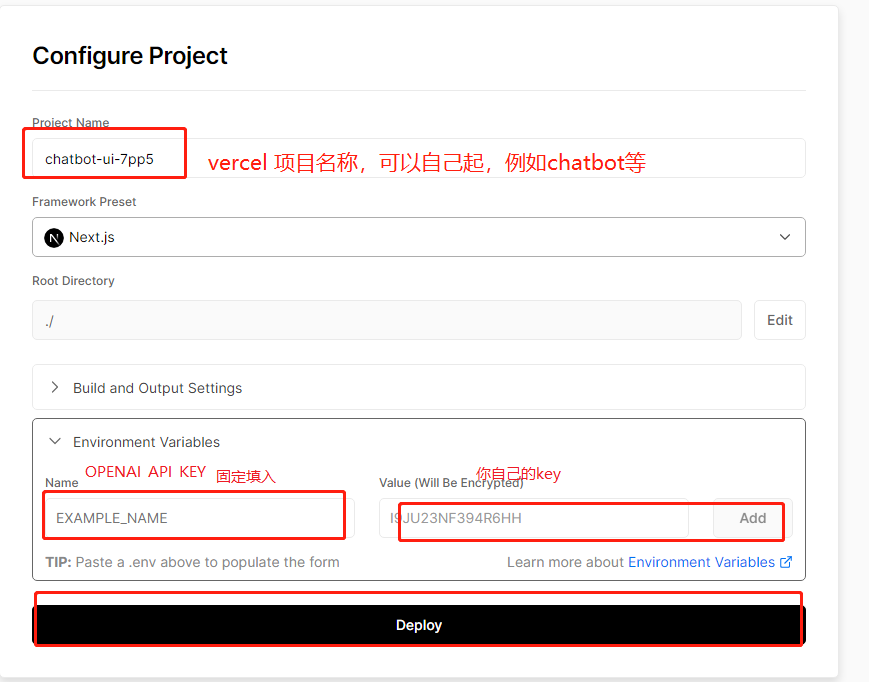 Configure Project
Project Name
chatbot-ui-7pp5
vercel 项目名称，可以自己起，例如chatbot等
Framework Preset
N Next.js
Root Directory
./
Edit
Build and Output Settings
Environment Variables
OPENAI API KEY 固定填入
你自己的key
Name
Value (Will Be Encrypted)
EXAMPLE_NAME
I9JU23NF394R6HH
Add
TIP: Paste a .env above to populate the form
Learn more about Environment Variables
Deploy